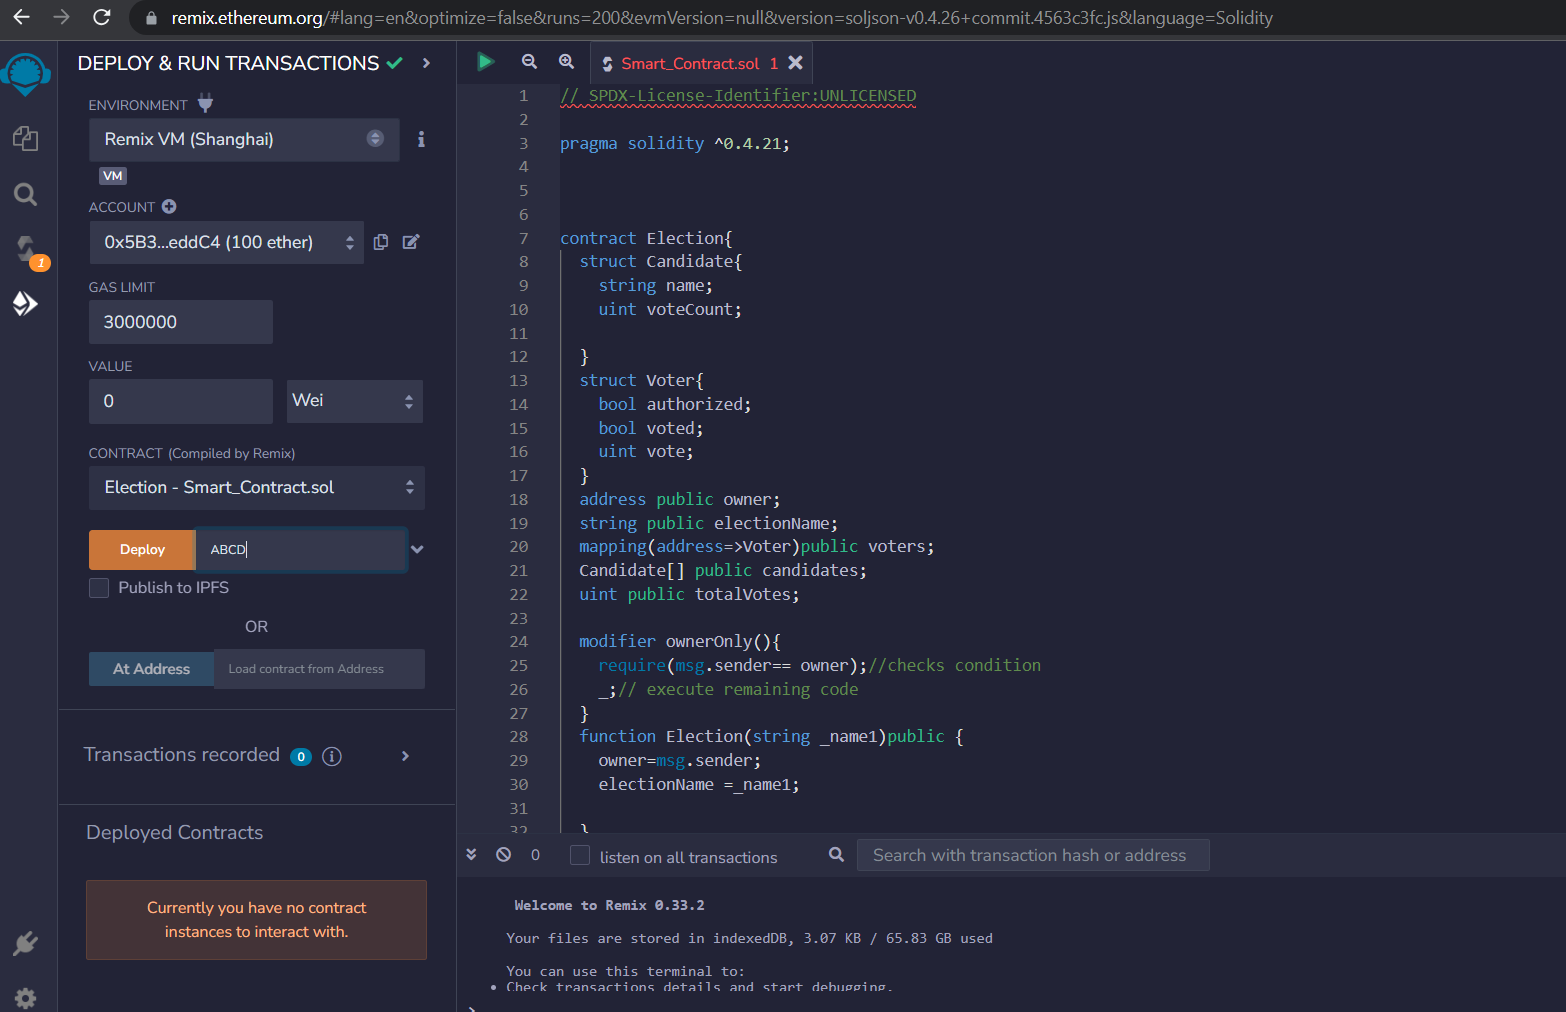 remix.ethereum.org/#lang=en&optimize=false&runs=200&evmVersion=null&version=soljson-v0.4.26+commit.4563c3fc.js&language=Solidity
DEPLOY & RUN TRANSACTIONS
ENVIRONMENT
Remix VM (Shanghai)
VM
ACCOUNT
0x5B3...eddC4 (100 ether)
1
GAS LIMIT
3000000
VALUE
0
Wei
CONTRACT (Compiled by Remix)
Election - Smart_Contract.sol
Deploy
ABCD
Publish to IPFS
OR
At Address
Load contract from Address
Transactions recorded 0 i
Deployed Contracts
Currently you have no contract
instances to interact with.
Smart_Contract.sol 1
1 // SPDX-License-Identifier:UNLICENSED
2
3 pragma solidity ^0.4.21;
4
5
6
7 contract Election{
8 struct Candidate{
9 string name;
10 uint voteCount;
11
12 }
13 struct Voter{
14 bool authorized;
15 bool voted;
16 uint vote;
17 }
18 address public owner;
19 string public electionName;
20 mapping(address=>Voter)public voters;
21 Candidate[] public candidates;
22 uint public totalVotes;
23
24 modifier ownerOnly(){
25 require(msg.sender== owner);//checks condition
26 _;// execute remaining code
27 }
28 function Election(string _name1)public {
29 owner=msg.sender;
30 electionName =_name1;
31
32 }
0
listen on all transactions
Search with transaction hash or address
Welcome to Remix 0.33.2
Your files are stored in indexedDB, 3.07 KB / 65.83 GB used
You can use this terminal to:
• Check transactions details and start debugging.
>